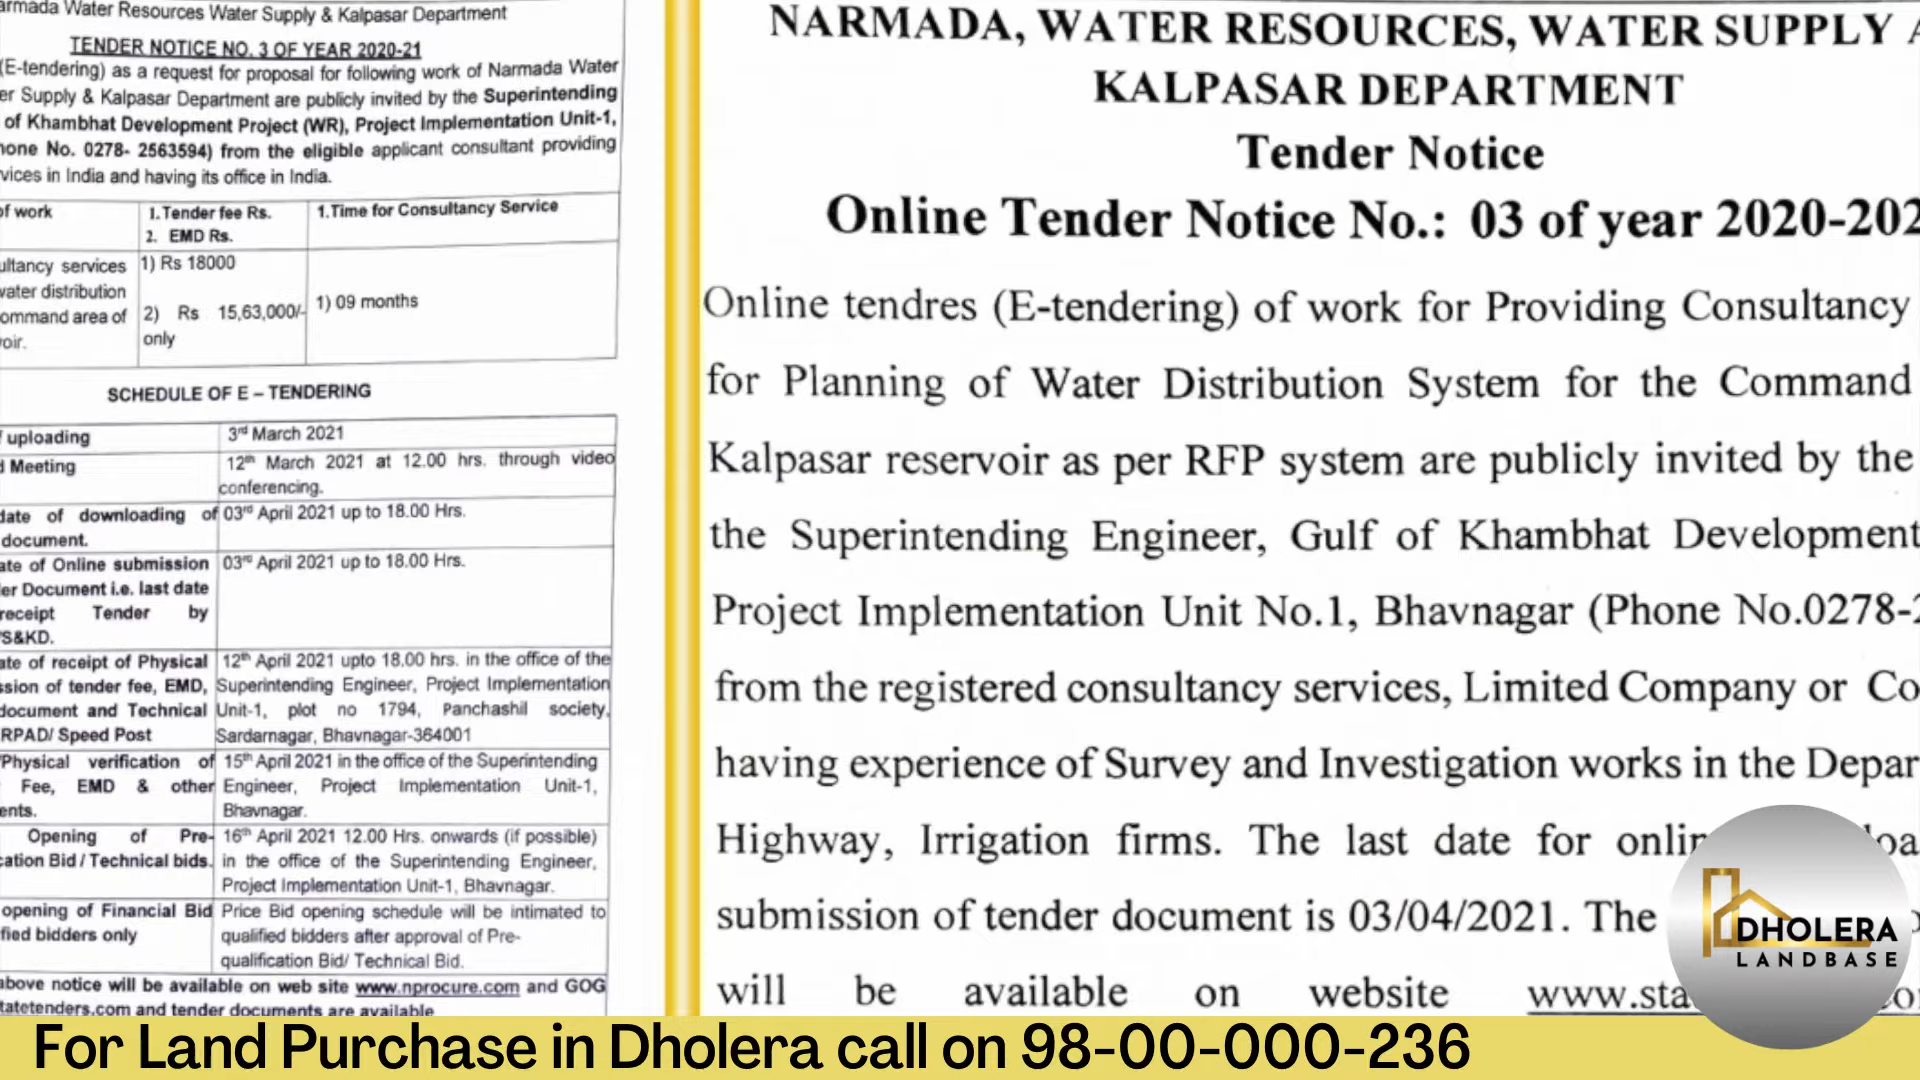 armada Water Resources Water Supply & Kalpasar Department
TENDER NOTICE NO. 3 OF YEAR 2020-21
(E-tendering) as a request for proposal for following work of Narmada Water
er Supply & Kalpasar Department are publicly invited by the Superintending
of Khambhat Development Project (WR), Project Implementation Unit-1,
hone No. 0278- 2563594) from the eligible applicant consultant providing
vices in India and having its office in India.
of work
1.Tender fee Rs.
2. EMD Rs.
1.Time for Consultancy Service
ultancy services
water distribution
ommand area of
voir.
1) Rs 18000
2) Rs 15,63,000/-
only
1) 09 months
SCHEDULE OF E – TENDERING
f uploading
3rd March 2021
d Meeting
12th March 2021 at 12.00 hrs. through video
conferencing.
date of downloading of
document.
03rd April 2021 up to 18.00 Hrs.
ate of Online submission
er Document i.e. last date
receipt Tender by
S&KD.
03rd April 2021 up to 18.00 Hrs.
ate of receipt of Physical
ssion of tender fee, EMD,
document and Technical
RPAD/ Speed Post
12th April 2021 upto 18.00 hrs. in the office of the
Superintending Engineer, Project Implementation
Unit-1, plot no 1794, Panchashil society,
Sardarnagar, Bhavnagar-364001
Physical verification of
Fee, EMD & other
ents.
15th April 2021 in the office of the Superintending
Engineer, Project Implementation Unit-1,
Bhavnagar.
Opening of Pre-
cation Bid / Technical bids.
16th April 2021 12.00 Hrs. onwards (if possible)
in the office of the Superintending Engineer,
Project Implementation Unit-1, Bhavnagar.
opening of Financial Bid
fied bidders only
Price Bid opening schedule will be intimated to
qualified bidders after approval of Pre-
qualification Bid/ Technical Bid.
above notice will be available on web site www.nprocure.com and GOG
tatetenders.com and tender documents are available
NARMADA, WATER RESOURCES, WATER SUPPLY A
KALPASAR DEPARTMENT
Tender Notice
Online Tender Notice No.: 03 of year 2020-202
Online tendres (E-tendering) of work for Providing Consultancy
for Planning of Water Distribution System for the Command
Kalpasar reservoir as per RFP system are publicly invited by the
the Superintending Engineer, Gulf of Khambhat Development
Project Implementation Unit No.1, Bhavnagar (Phone No.0278-2
from the registered consultancy services, Limited Company or Co
having experience of Survey and Investigation works in the Depar
Highway, Irrigation firms. The last date for onlin oa
submission of tender document is 03/04/2021. The
will be available on website www.sta
DHOLERA
LANDBASE
For Land Purchase in Dholera call on 98-00-000-236